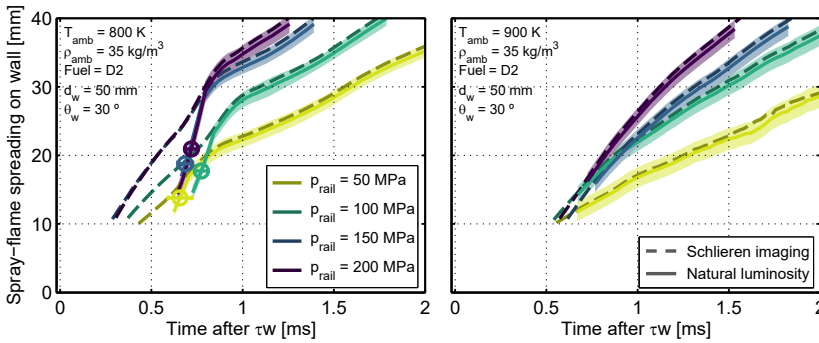 Spray−flame spreading on wall [mm]
40
30
20
10
0
T_amb = 800 K
ρ_amb = 35 kg/m³
Fuel = D2
d_w = 50 mm
θ_w = 30 º
p_rail = 50 MPa
p_rail = 100 MPa
p_rail = 150 MPa
p_rail = 200 MPa
0 0.5 1 1.5 2
Time after τw [ms]
T_amb = 900 K
ρ_amb = 35 kg/m³
Fuel = D2
d_w = 50 mm
θ_w = 30 º
Schlieren imaging
Natural luminosity
0 0.5 1 1.5 2
Time after τw [ms]